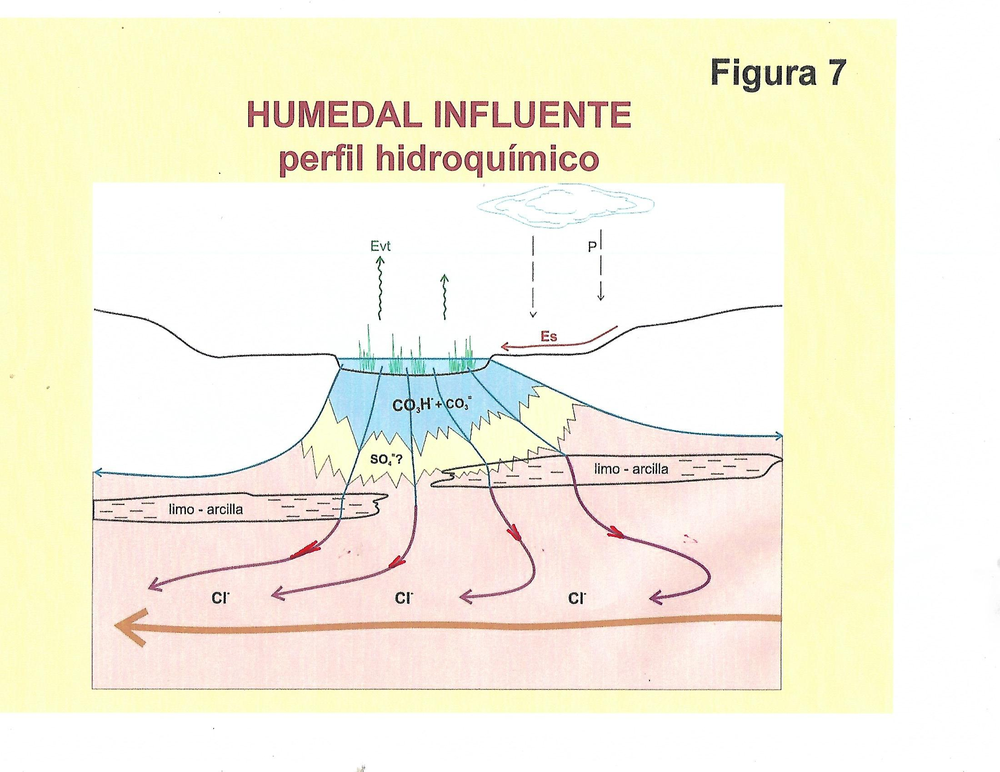 Figura 7
HUMEDAL INFLUENTE
perfil hidroquímico
Evt
P
Es
CO₃H⁻ + CO₃⁼
SO₄⁼?
limo - arcilla
limo - arcilla
Cl⁻ Cl⁻ Cl⁻